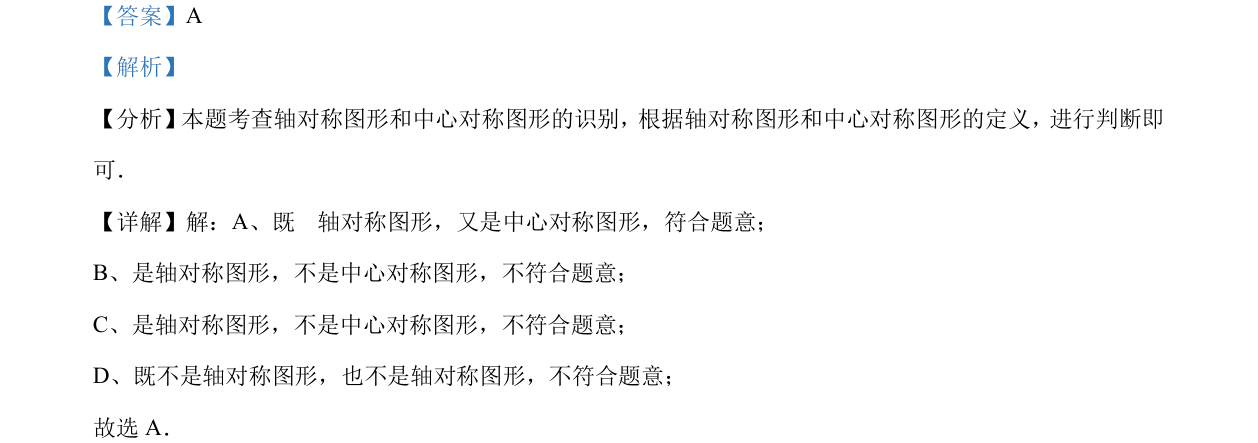 【答案】A
【解析】
【分析】本题考查轴对称图形和中心对称图形的识别，根据轴对称图形和中心对称图形的定义，进行判断即
可．
【详解】解：A、既 轴对称图形，又是中心对称图形，符合题意；
B、是轴对称图形，不是中心对称图形，不符合题意；
C、是轴对称图形，不是中心对称图形，不符合题意；
D、既不是轴对称图形，也不是轴对称图形，不符合题意；
故选 A．